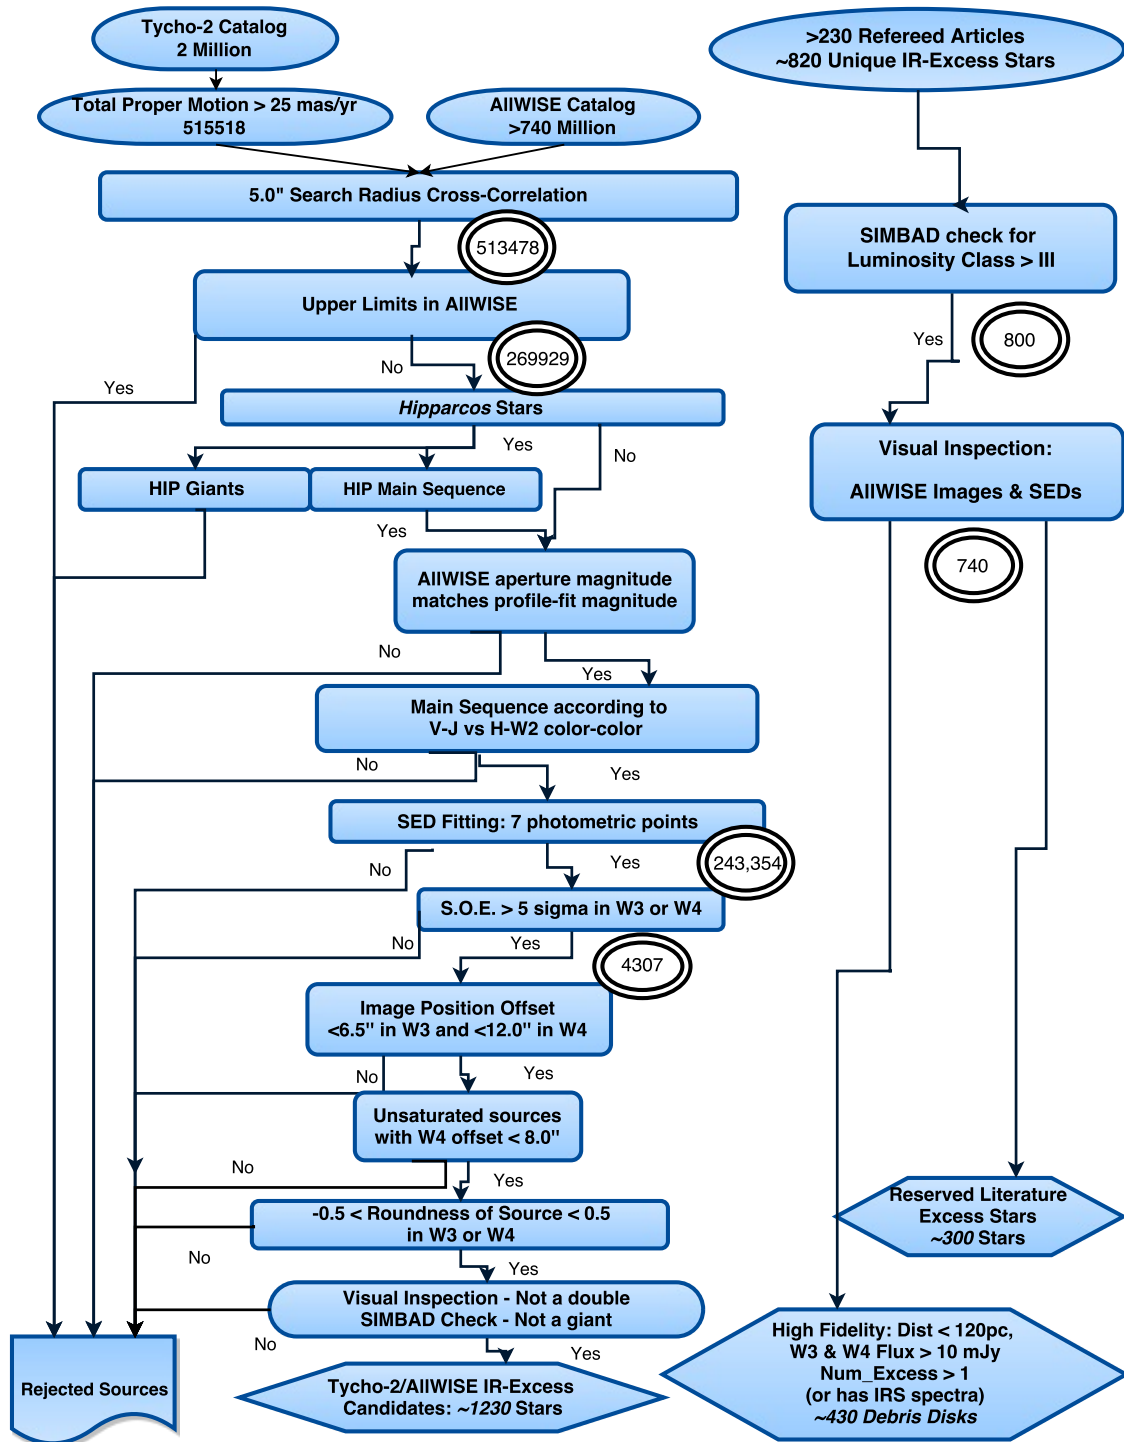 Tycho-2 Catalog
2 Million
>230 Refereed Articles
~820 Unique IR-Excess Stars
Total Proper Motion > 25 mas/yr
515518
AllWISE Catalog
>740 Million
5.0" Search Radius Cross-Correlation
513478
SIMBAD check for
Luminosity Class > III
Upper Limits in AllWISE
Yes
800
269929
No
Yes
Hipparcos Stars
Yes
No
Visual Inspection:
AllWISE Images & SEDs
HIP Giants
HIP Main Sequence
Yes
740
AllWISE aperture magnitude
matches profile-fit magnitude
No
Yes
Main Sequence according to
V-J vs H-W2 color-color
No
Yes
SED Fitting: 7 photometric points
No
Yes
243,354
S.O.E. > 5 sigma in W3 or W4
No
Yes
4307
Image Position Offset
<6.5" in W3 and <12.0" in W4
No
Yes
Unsaturated sources
with W4 offset < 8.0"
No
Yes
Reserved Literature
Excess Stars
~300 Stars
-0.5 < Roundness of Source < 0.5
in W3 or W4
No
Yes
Visual Inspection - Not a double
SIMBAD Check - Not a giant
No
Yes
High Fidelity: Dist < 120pc,
W3 & W4 Flux > 10 mJy
Num_Excess > 1
(or has IRS spectra)
~430 Debris Disks
Rejected Sources
Tycho-2/AllWISE IR-Excess
Candidates: ~1230 Stars